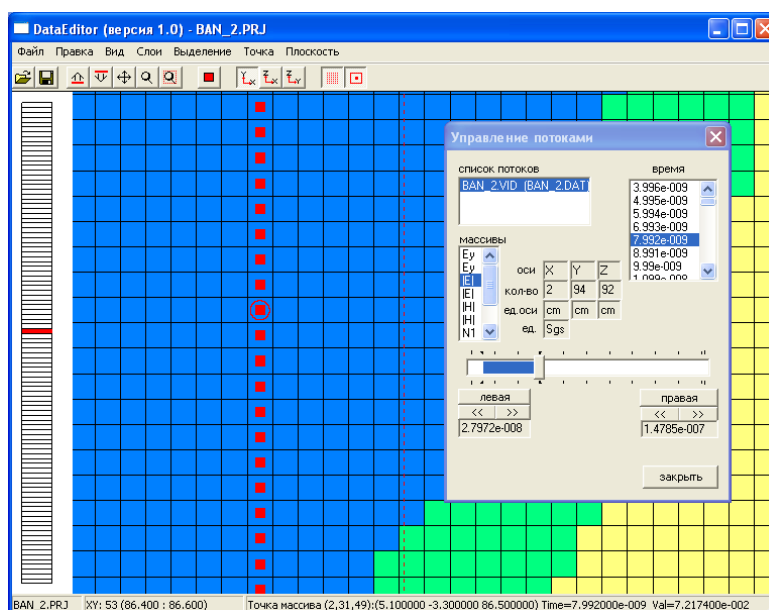 DataEditor (версия 1.0) - BAN_2.PRJ
Файл Правка Вид Слои Выделение Точка Плоскость
Управление потоками
список потоков
BAN_2.VID (BAN_2.DAT)
время
3.996e-009
4.995e-009
5.994e-009
6.993e-009
7.992e-009
8.991e-009
9.99e-009
1.099e-008
массивы
Ey
Ey
|E|
|E|
|H|
|H|
N1
оси X Y Z
кол-во 2 94 92
ед.оси cm cm cm
ед. Sgs
левая
<< >>
2.7972e-008
правая
<< >>
1.4785e-007
закрыть
BAN_2.PRJ XY: 53 (86.400 : 86.600) Точка массива (2,31,49):(5.100000 -3.300000 86.500000) Time=7.992000e-009 Val=7.217400e-002